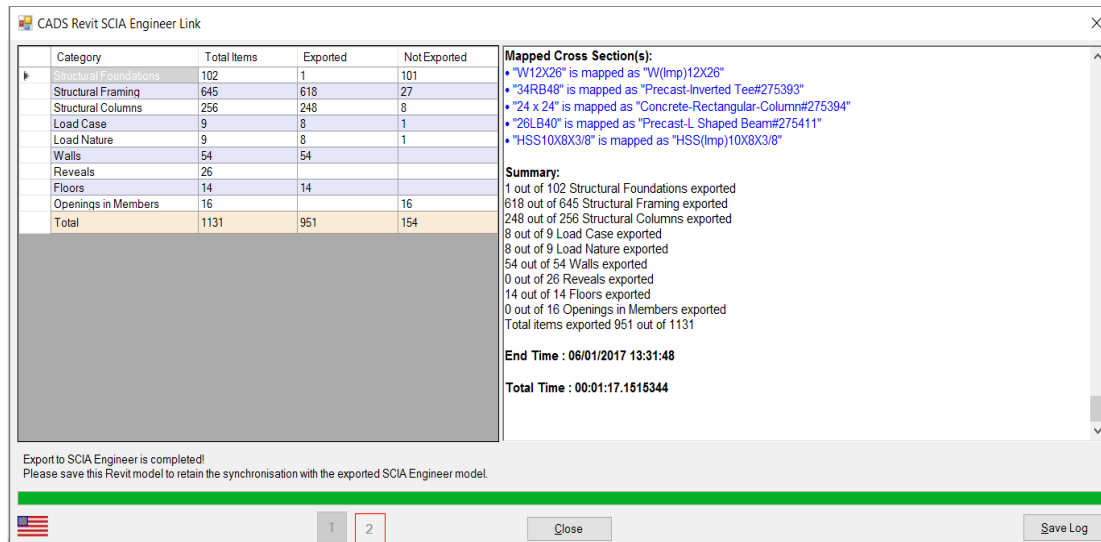 CADS Revit SCIA Engineer Link
Category Total Items Exported Not Exported
Structural Foundations 102 1 101
Structural Framing 645 618 27
Structural Columns 256 248 8
Load Case 9 8 1
Load Nature 9 8 1
Walls 54 54
Reveals 26
Floors 14 14
Openings in Members 16 16
Total 1131 951 154
Mapped Cross Section(s):
• "W12X26" is mapped as "W(Imp)12X26"
• "34RB48" is mapped as "Precast-Inverted Tee#275393"
• "24 x 24" is mapped as "Concrete-Rectangular-Column#275394"
• "26LB40" is mapped as "Precast-L Shaped Beam#275411"
• "HSS10X8X3/8" is mapped as "HSS(Imp)10X8X3/8"
Summary:
1 out of 102 Structural Foundations exported
618 out of 645 Structural Framing exported
248 out of 256 Structural Columns exported
8 out of 9 Load Case exported
8 out of 9 Load Nature exported
54 out of 54 Walls exported
0 out of 26 Reveals exported
14 out of 14 Floors exported
0 out of 16 Openings in Members exported
Total items exported 951 out of 1131
End Time : 06/01/2017 13:31:48
Total Time : 00:01:17.1515344
Export to SCIA Engineer is completed!
Please save this Revit model to retain the synchronisation with the exported SCIA Engineer model.
1 2 Close Save Log